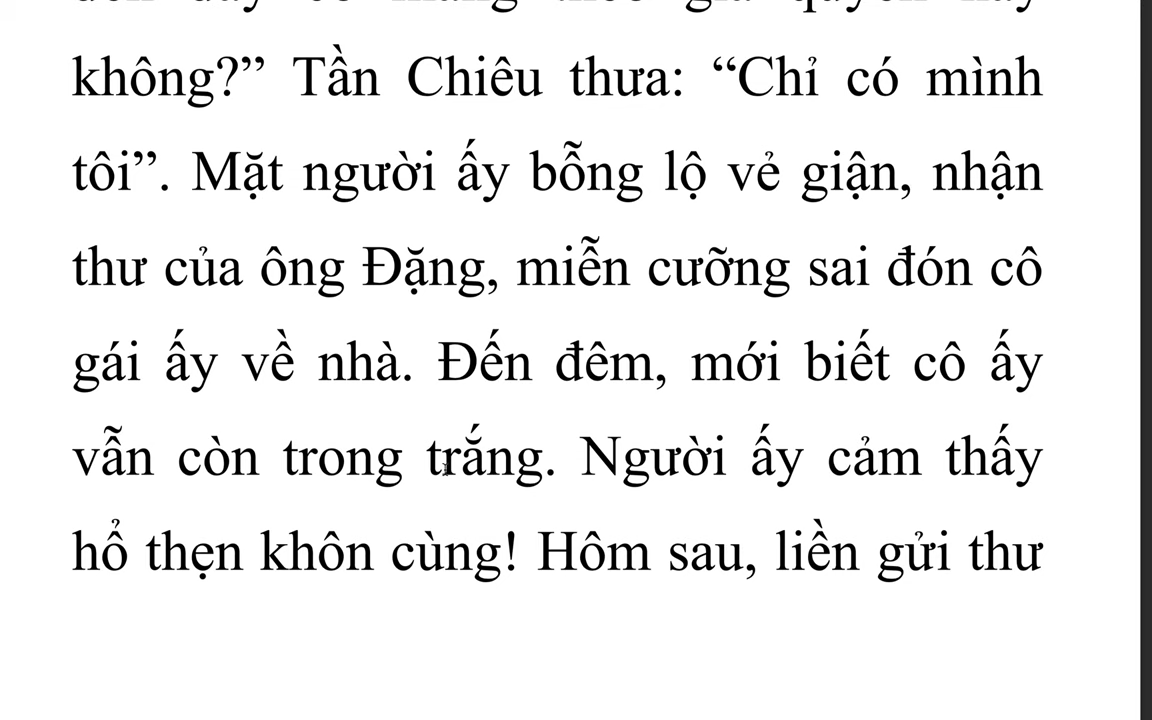 không?” Tần Chiêu thưa: “Chỉ có mình
tôi”. Mặt người ấy bỗng lộ vẻ giận, nhận
thư của ông Đặng, miễn cưỡng sai đón cô
gái ấy về nhà. Đến đêm, mới biết cô ấy
vẫn còn trong trắng. Người ấy cảm thấy
hổ thẹn khôn cùng! Hôm sau, liền gửi thư